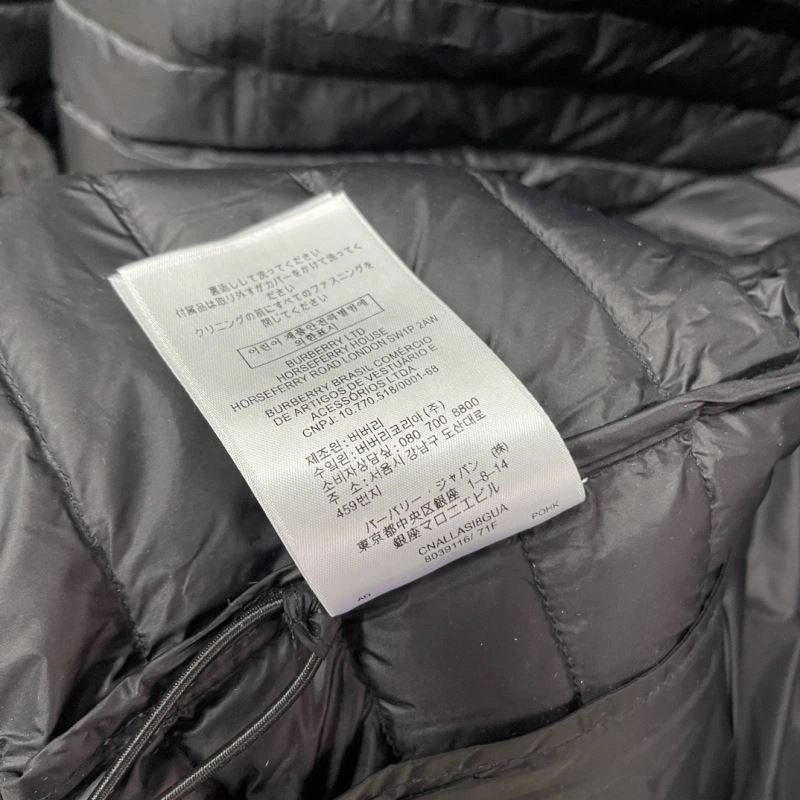 裏返しして洗ってください
付属品は取り外すがカバーをかけて洗ってく
ださい
クリニングの前にすべてのファスニングを
閉じてください
어린이 제품안전특별법에
의한표시
BURBERRY LTD
HORSEFERRY HOUSE
HORSEFERRY ROAD LONDON SW1P 2AW
BURBERRY BRASIL COMÉRCIO
DE ARTIGOS DE VESTUÁRIO E
ACESSÓRIOS LTDA
CNPJ: 10.770 518/0001-68
제조원: 버버리
수입원: 버버리코리아 (주)
소비자상담실: 080 700 8800
주 소: 서울시 강남구 도산대로
459번지
バーバリー . ジャパン (株)
東京都中央区銀座 1-8-14
銀座マロニエビル
CNALLASI8GUA
8039116/ 71F
AD POHK